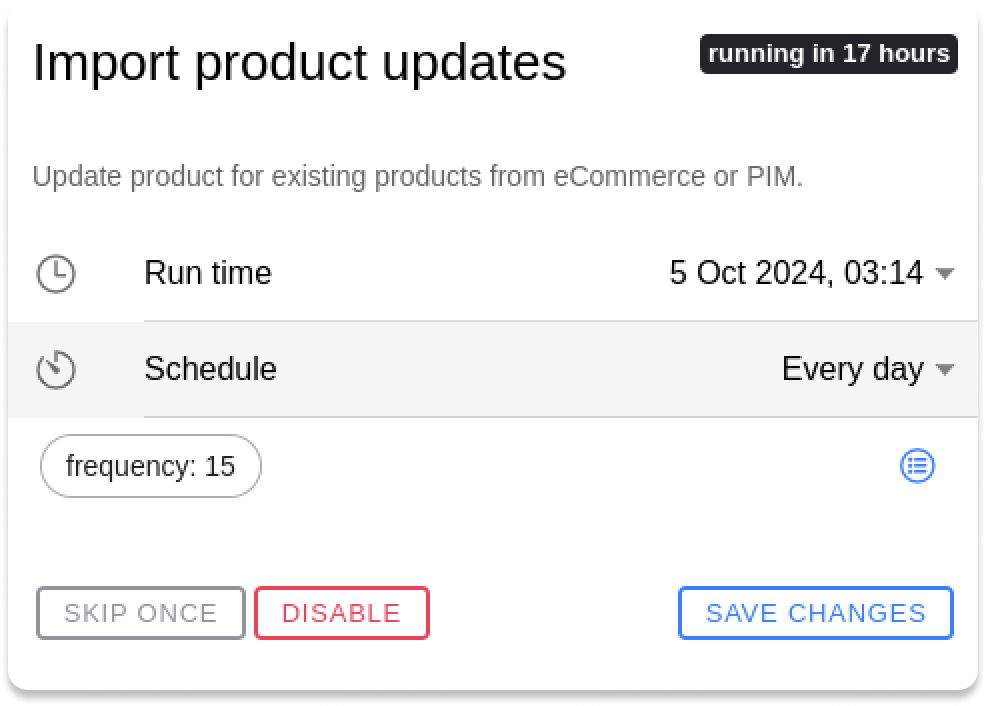 Import product updates
running in 17 hours
Update product for existing products from eCommerce or PIM.
Run time
5 Oct 2024, 03:14
Schedule
Every day
frequency: 15
SKIP ONCE
DISABLE
SAVE CHANGES